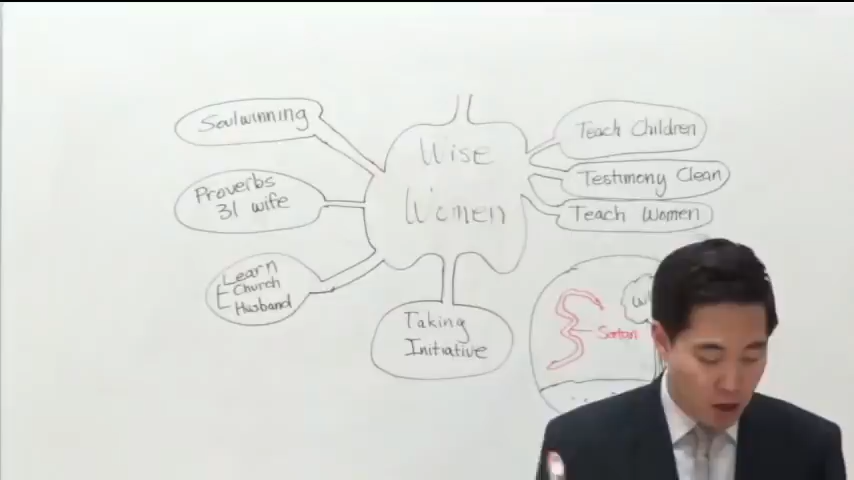 Soulwinning
Proverbs
31 wife
Learn
Church
Husband
Wise
Women
Taking
Initiative
Teach Children
Testimony Clean
Teach Women
Satan